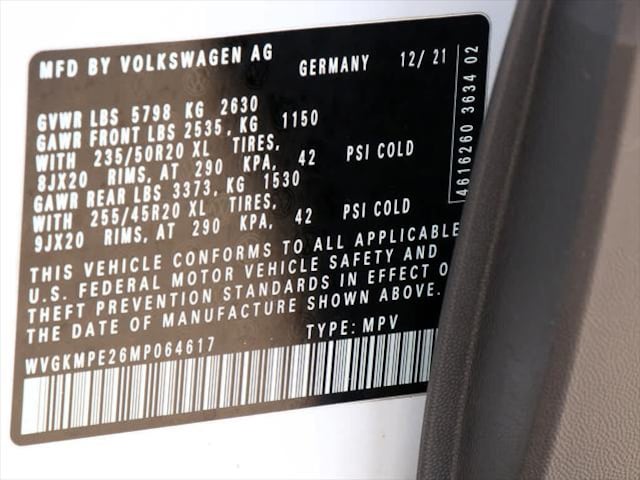 MFD BY VOLKSWAGEN AG GERMANY 12/ 21
GVWR LBS 5798 KG 2630
GAWR FRONT LBS 2535, KG 1150
WITH 235/50R20 XL TIRES,
8JX20 RIMS, AT 290 KPA, 42 PSI COLD
GAWR REAR LBS 3373, KG 1530
WITH 255/45R20 XL TIRES,
9JX20 RIMS, AT 290 KPA, 42 PSI COLD
THIS VEHICLE CONFORMS TO ALL APPLICABLE
U.S. FEDERAL MOTOR VEHICLE SAFETY AND
THEFT PREVENTION STANDARDS IN EFFECT O
THE DATE OF MANUFACTURE SHOWN ABOVE.
WVGKMPE26MP064617 TYPE: MPV
4616260 3634 02